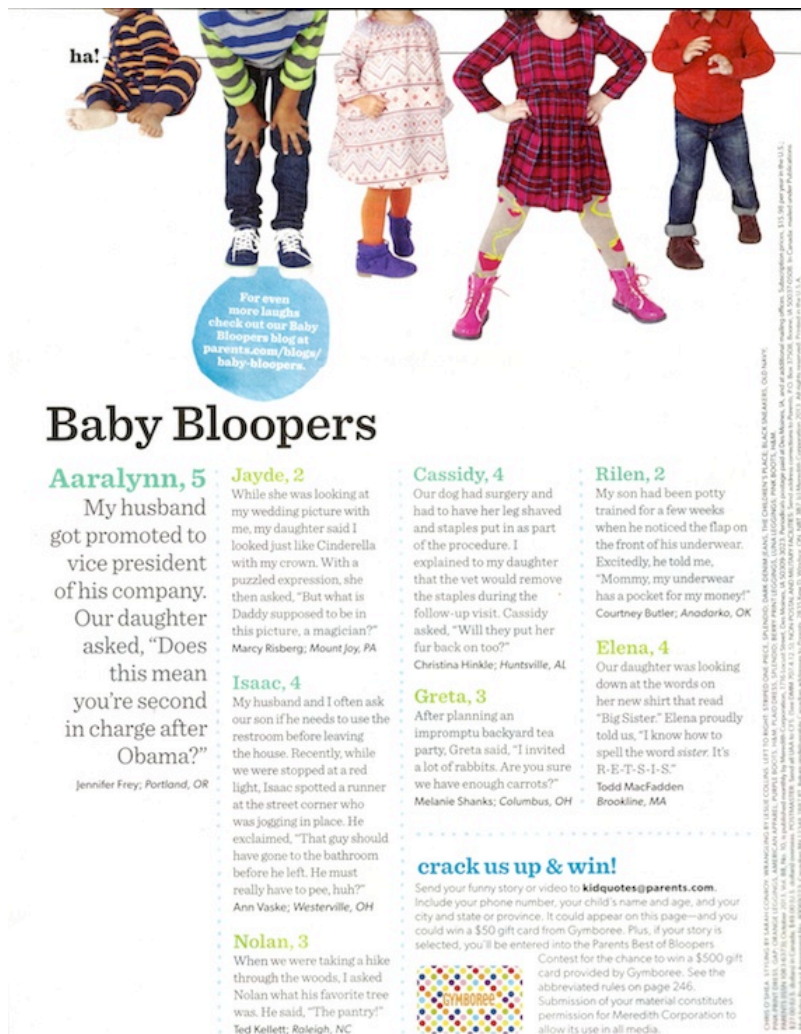 ha!
For even
more laughs
check out our Baby
Bloopers blog at
parents.com/blogs/
baby-bloopers.
Baby Bloopers
Aaralynn, 5
My husband
got promoted to
vice president
of his company.
Our daughter
asked, “Does
this mean
you’re second
in charge after
Obama?”
Jennifer Frey; Portland, OR
Jayde, 2
While she was looking at
my wedding picture with
me, my daughter said I
looked just like Cinderella
with my crown. With a
puzzled expression, she
then asked, “But what is
Daddy supposed to be in
this picture, a magician?”
Marcy Risberg; Mount Joy, PA
Isaac, 4
My husband and I often ask
our son if he needs to use the
restroom before leaving
the house. Recently, while
we were stopped at a red
light, Isaac spotted a runner
at the street corner who
was jogging in place. He
exclaimed, “That guy should
have gone to the bathroom
before he left. He must
really have to pee, huh?”
Ann Vaske; Westerville, OH
Nolan, 3
When we were taking a hike
through the woods, I asked
Nolan what his favorite tree
was. He said, “The pantry!”
Ted Kellett; Raleigh, NC
Cassidy, 4
Our dog had surgery and
had to have her leg shaved
and staples put in as part
of the procedure. I
explained to my daughter
that the vet would remove
the staples during the
follow-up visit. Cassidy
asked, “Will they put her
fur back on too?”
Christina Hinkle; Huntsville, AL
Greta, 3
After planning an
impromptu backyard tea
party, Greta said, “I invited
a lot of rabbits. Are you sure
we have enough carrots?”
Melanie Shanks; Columbus, OH
Rilen, 2
My son had been potty
trained for a few weeks
when he noticed the flap on
the front of his underwear.
Excitedly, he told me,
“Mommy, my underwear
has a pocket for my money!”
Courtney Butler; Anadarko, OK
Elena, 4
Our daughter was looking
down at the words on
her new shirt that read
“Big Sister.” Elena proudly
told us, “I know how to
spell the word sister. It’s
R-E-T-S-I-S.”
Todd MacFadden
Brookline, MA
crack us up & win!
Send your funny story or video to kidquotes@parents.com.
Include your phone number, your child’s name and age, and your
city and state or province. It could appear on this page—and you
could win a $50 gift card from Gymboree. Plus, if your story is
selected, you’ll be entered into the Parents Best of Bloopers
Contest for the chance to win a $500 gift
card provided by Gymboree. See the
abbreviated rules on page 246.
Submission of your material constitutes
permission for Meredith Corporation to
allow its use in all media.
GYMBOREE